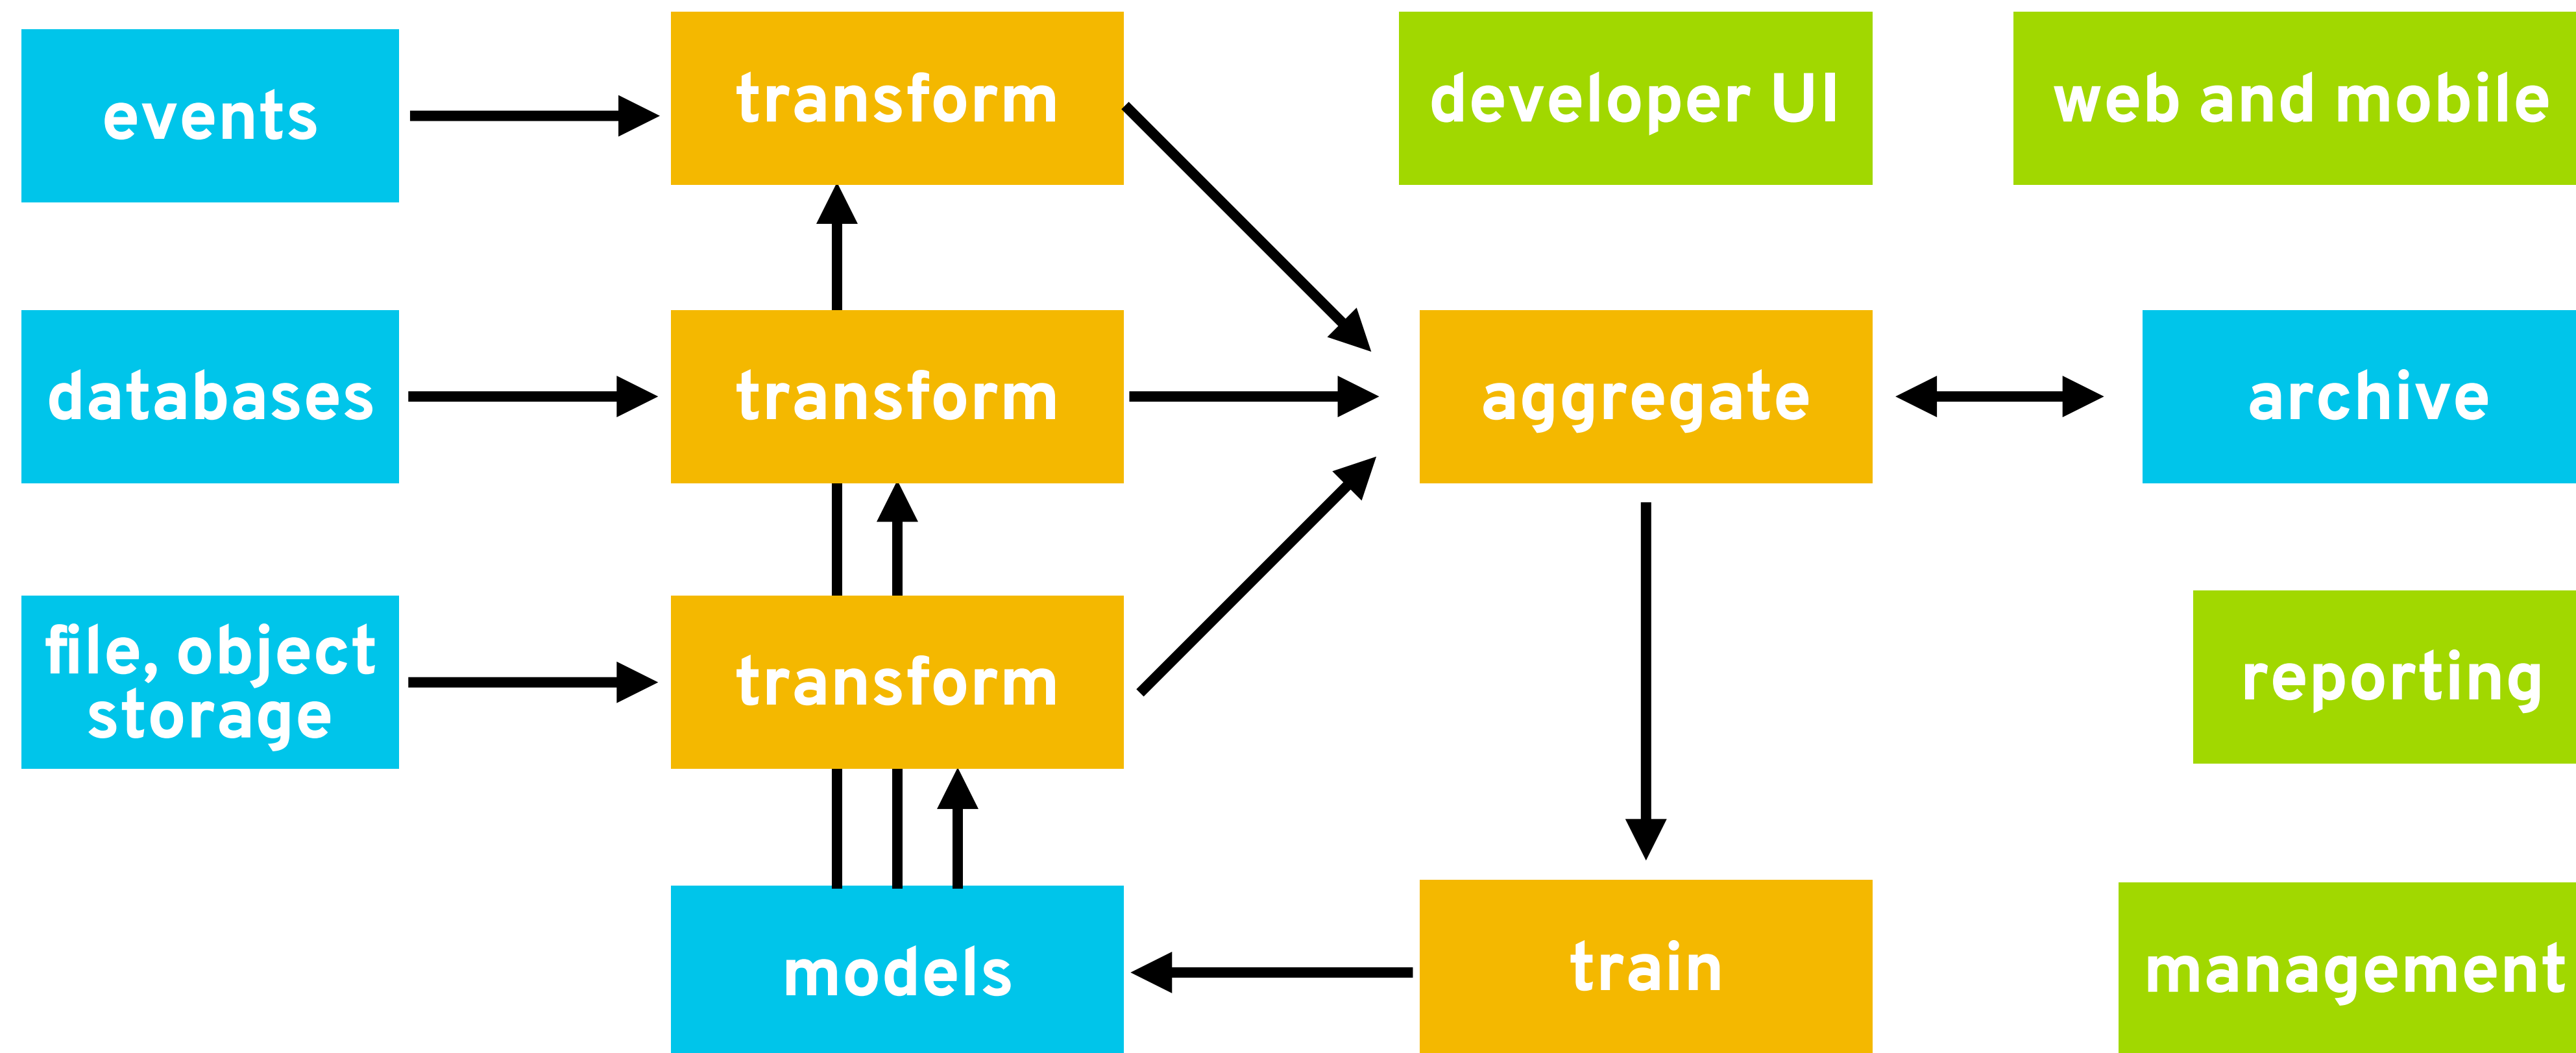 events
transform
developer UI
web and mobile
databases
transform
aggregate
archive
file, object
storage
transform
reporting
models
train
management